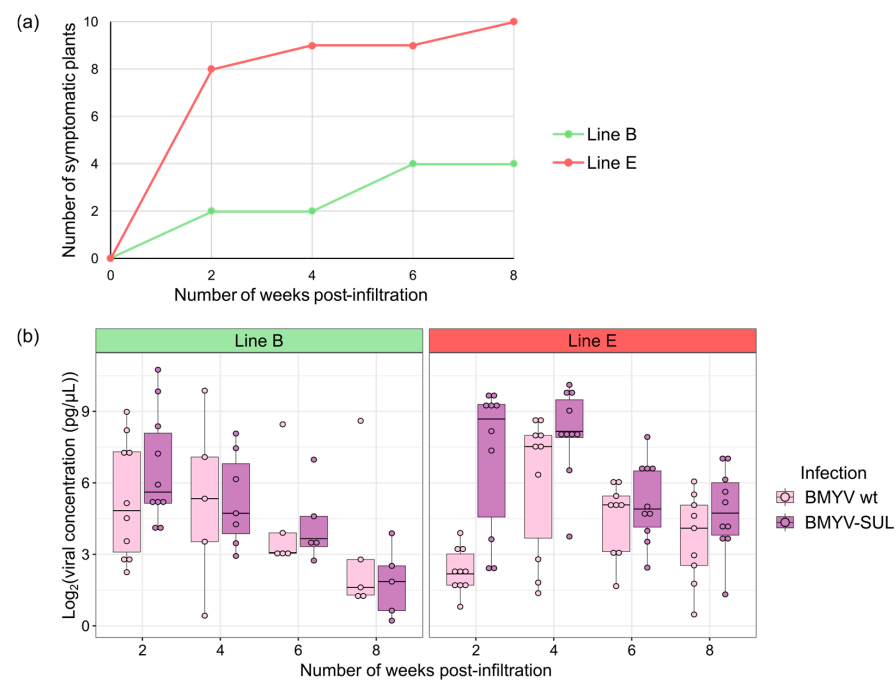 (a)
Number of symptomatic plants
10
8
6
4
2
0
0 2 4 6 8
Number of weeks post-infiltration
Line B
Line E
(b)
Line B Line E
Log₂(viral concentration (pg/μL))
9
6
3
0
2 4 6 8 2 4 6 8
Number of weeks post-infiltration
Infection
BMYV wt
BMYV-SUL